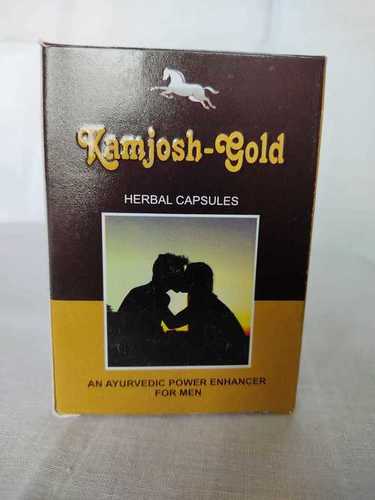 Kamjosh-Gold
HERBAL CAPSULES
AN AYURVEDIC POWER ENHANCER
FOR MEN